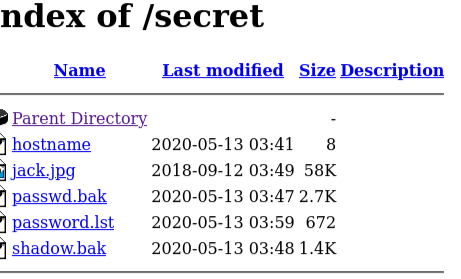 ndex of /secret
Name Last modified Size Description
Parent Directory -
hostname 2020-05-13 03:41 8
jack.jpg 2018-09-12 03:49 58K
passwd.bak 2020-05-13 03:47 2.7K
password.lst 2020-05-13 03:59 672
shadow.bak 2020-05-13 03:48 1.4K